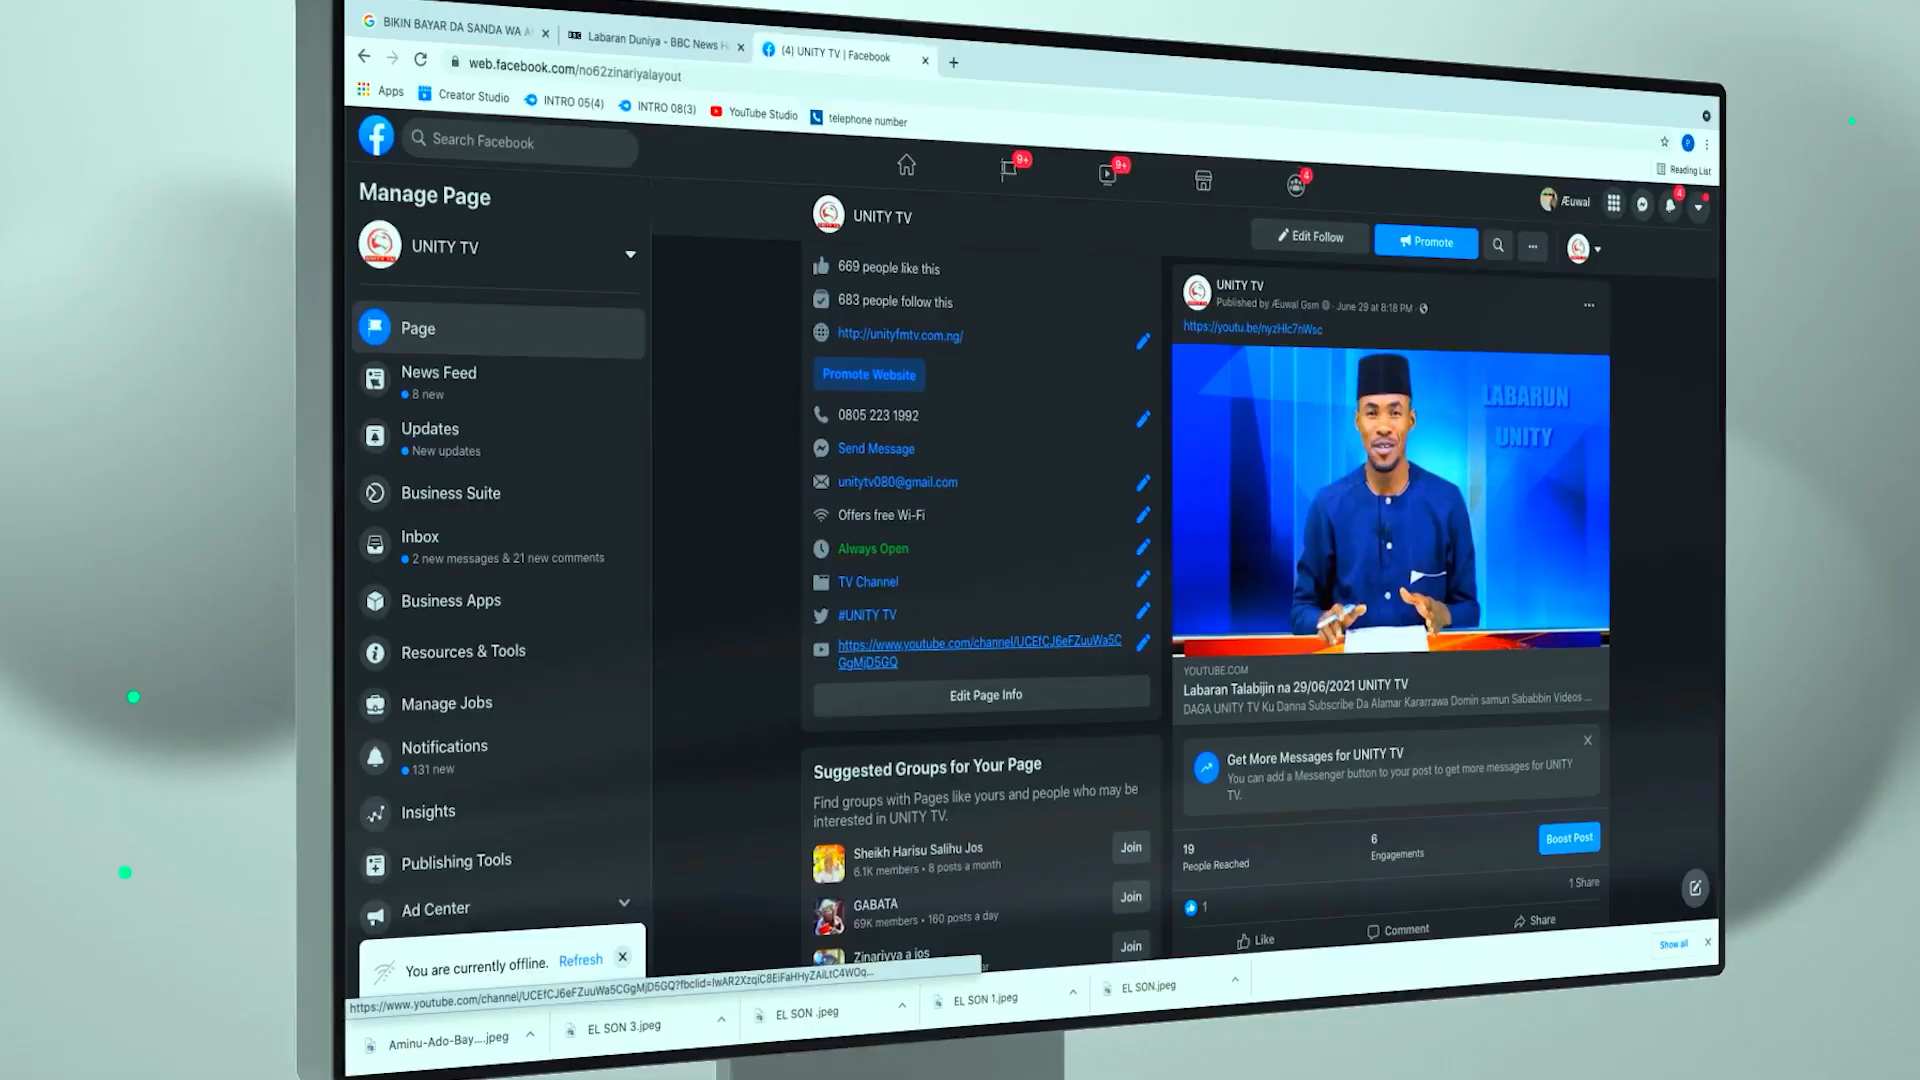 BIKIN BAYAR DA SANDA WA
Labaran Duniya - BBC News
(4) UNITY TV | Facebook
web.facebook.com/no62zinariyalayout
Apps
Creator Studio
INTRO 05(4)
INTRO 08(3)
YouTube Studio
telephone number
Reading List
Search Facebook
9+
9+
4
Æuwal
4
Manage Page
UNITY TV
Page
News Feed
8 new
Updates
New updates
Business Suite
Inbox
2 new messages & 21 new comments
Business Apps
Resources & Tools
Manage Jobs
Notifications
131 new
Insights
Publishing Tools
Ad Center
You are currently offline. Refresh
UNITY TV
Edit Follow
Promote
669 people like this
683 people follow this
http://unityfmtv.com.ng/
Promote Website
0805 223 1992
Send Message
unitytv080@gmail.com
Offers free Wi-Fi
Always Open
TV Channel
#UNITY TV
https://www.youtube.com/channel/UCEfCJ6eFZuuWa5C
GgMjD5GQ
Edit Page Info
Suggested Groups for Your Page
Find groups with Pages like yours and people who may be
interested in UNITY TV.
Sheikh Harisu Salihu Jos
6.1K members • 8 posts a month
Join
GABATA
69K members • 160 posts a day
Join
Zinariyya a jos
Join
UNITY TV
Published by Æuwal Gsm · June 29 at 8:18 PM ·
https://youtu.be/nyzHlc7nWsc
LABARUN
UNITY
YOUTUBE.COM
Labaran Talabijin na 29/06/2021 UNITY TV
DAGA UNITY TV Ku Danna Subscribe Da Alamar Kararrawa Domin samun Sababbin Videos ...
Get More Messages for UNITY TV
You can add a Messenger button to your post to get more messages for UNITY
TV.
19
People Reached
6
Engagements
Boost Post
1
1 Share
Like
Comment
Share
https://www.youtube.com/channel/UCEfCJ6eFZuuWa5CGgMjD5GQ?fbclid=IwAR2XzqiC8EiFaHHyZAiLtC4WOq...
Show all
Aminu-Ado-Bay....jpeg
EL SON 3.jpeg
EL SON .jpeg
EL SON 1.jpeg
EL SON.jpeg